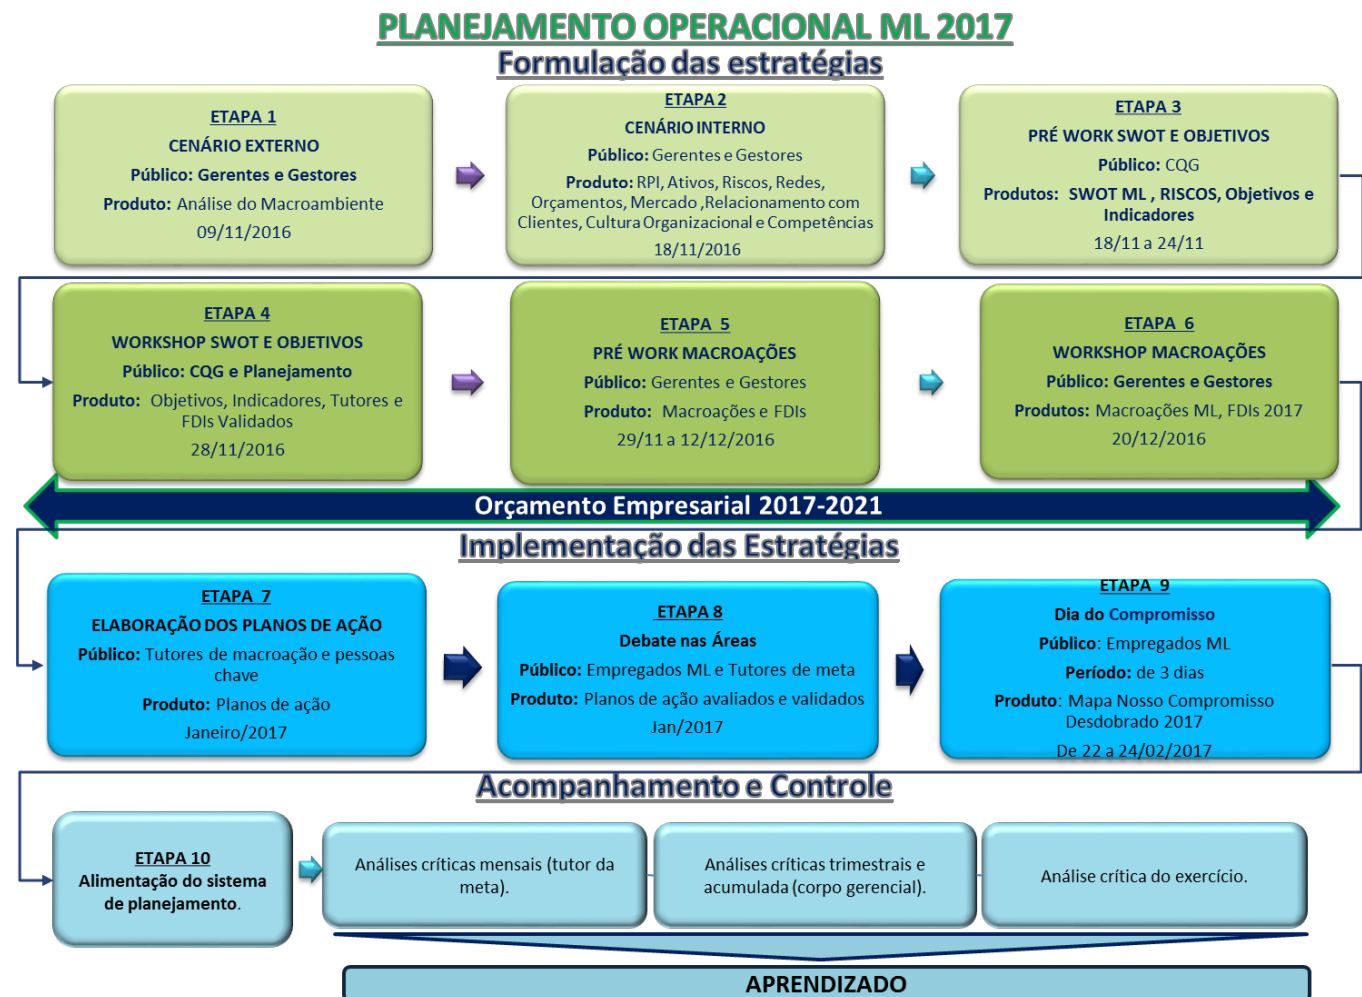 PLANEJAMENTO OPERACIONAL ML 2017
Formulação das estratégias
ETAPA 1
CENÁRIO EXTERNO
Público: Gerentes e Gestores
Produto: Análise do Macroambiente
09/11/2016
ETAPA 2
CENÁRIO INTERNO
Público: Gerentes e Gestores
Produto: RPI, Ativos, Riscos, Redes,
Orçamentos, Mercado ,Relacionamento com
Clientes, Cultura Organizacional e Competências
18/11/2016
ETAPA 3
PRÉ WORK SWOT E OBJETIVOS
Público: CQG
Produtos: SWOT ML , RISCOS, Objetivos e
Indicadores
18/11 a 24/11
ETAPA 4
WORKSHOP SWOT E OBJETIVOS
Público: CQG e Planejamento
Produto: Objetivos, Indicadores, Tutores e
FDIs Validados
28/11/2016
ETAPA 5
PRÉ WORK MACROAÇÕES
Público: Gerentes e Gestores
Produto: Macroações e FDIs
29/11 a 12/12/2016
ETAPA 6
WORKSHOP MACROAÇÕES
Público: Gerentes e Gestores
Produtos: Macroações ML, FDIs 2017
20/12/2016
Orçamento Empresarial 2017-2021
Implementação das Estratégias
ETAPA 7
ELABORAÇÃO DOS PLANOS DE AÇÃO
Público: Tutores de macroação e pessoas
chave
Produto: Planos de ação
Janeiro/2017
ETAPA 8
Debate nas Áreas
Público: Empregados ML e Tutores de meta
Produto: Planos de ação avaliados e validados
Jan/2017
ETAPA 9
Dia do Compromisso
Público: Empregados ML
Período: de 3 dias
Produto: Mapa Nosso Compromisso
Desdobrado 2017
De 22 a 24/02/2017
Acompanhamento e Controle
ETAPA 10
Alimentação do sistema
de planejamento.
Análises críticas mensais (tutor da
meta).
Análises críticas trimestrais e
acumulada (corpo gerencial).
Análise crítica do exercício.
APRENDIZADO